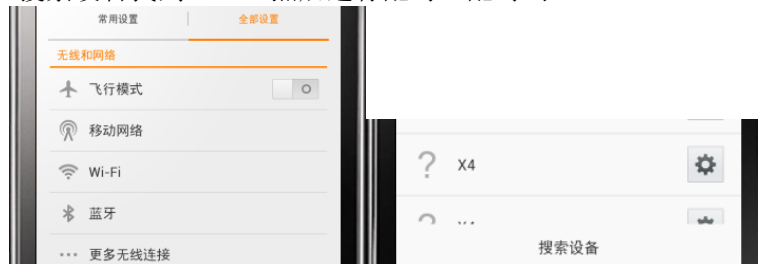 常用设置 全部设置
无线和网络
飞行模式
移动网络
Wi-Fi
蓝牙
更多无线连接
X4
搜索设备